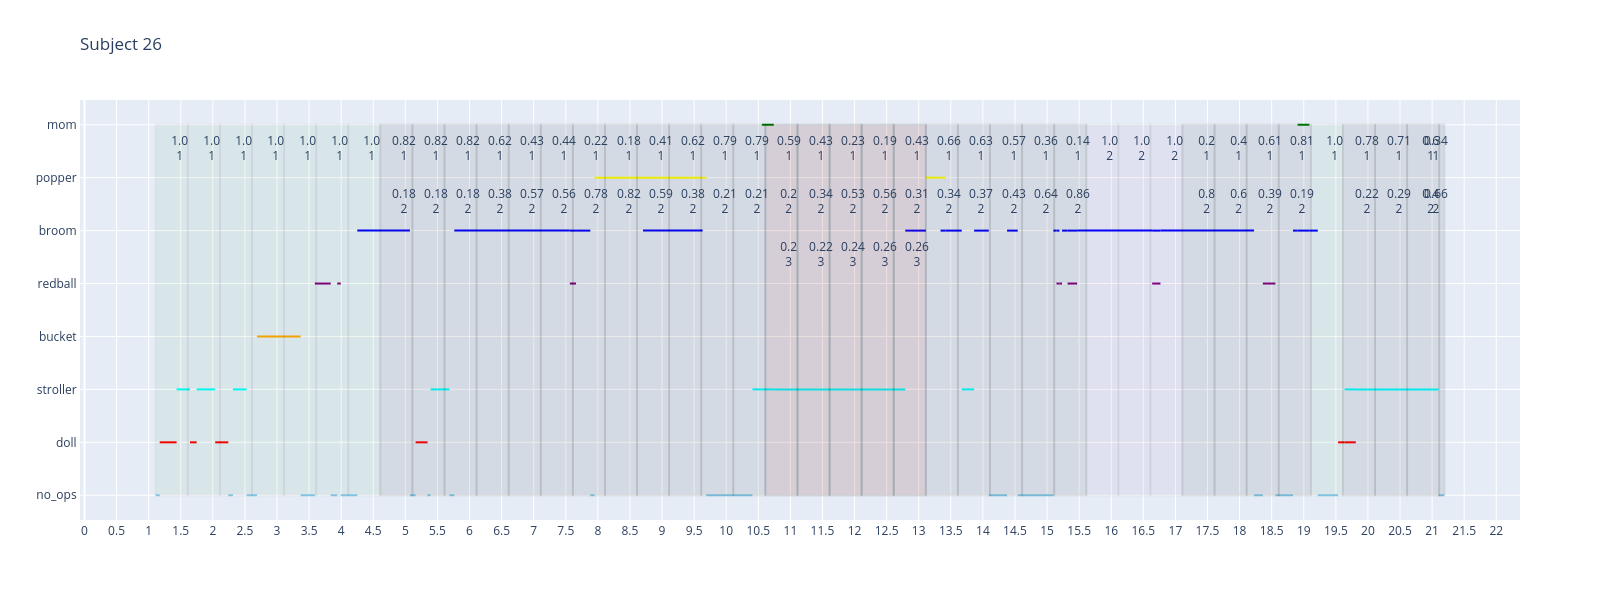 Subject 26
mom
1.0 1.0 1.0 1.0 1.0 1.0 1.0 0.82 0.82 0.82 0.62 0.43 0.44 0.22 0.18 0.41 0.62 0.79 0.79 0.59 0.43 0.23 0.19 0.43 0.66 0.63 0.57 0.36 0.14 1.0 1.0 1.0 0.2 0.4 0.61 0.81 1.0 0.78 0.71
1 1 1 1 1 1 1 1 1 1 1 1 1 1 1 1 1 1 1 1 1 1 1 1 1 1 1 1 1 2 2 2 1 1 1 1 1 1 1 1 1
popper
0.18 0.18 0.18 0.38 0.57 0.56 0.78 0.82 0.59 0.38 0.21 0.21 0.2 0.34 0.53 0.56 0.31 0.34 0.37 0.43 0.64 0.86 0.8 0.6 0.39 0.19 0.22 0.29
2 2 2 2 2 2 2 2 2 2 2 2 2 2 2 2 2 2 2 2 2 2 2 2 2 2 2 2 2 2
broom
0.2 0.22 0.24 0.26 0.26
3 3 3 3 3
redball
bucket
stroller
doll
no_ops
0 0.5 1 1.5 2 2.5 3 3.5 4 4.5 5 5.5 6 6.5 7 7.5 8 8.5 9 9.5 10 10.5 11 11.5 12 12.5 13 13.5 14 14.5 15 15.5 16 16.5 17 17.5 18 18.5 19 19.5 20 20.5 21 21.5 22